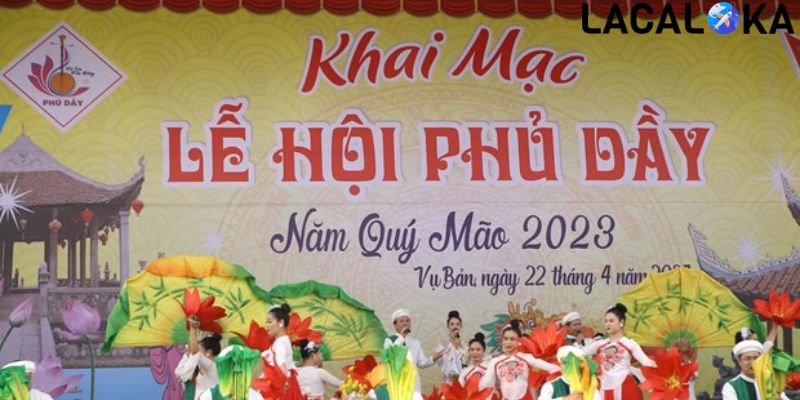 LACALOKA
Khai Mạc
PHỦ DẦY
LỄ HỘI PHỦ DẦY
Năm Quý Mão 2023
Vụ Bản, ngày 22 tháng 4 năm